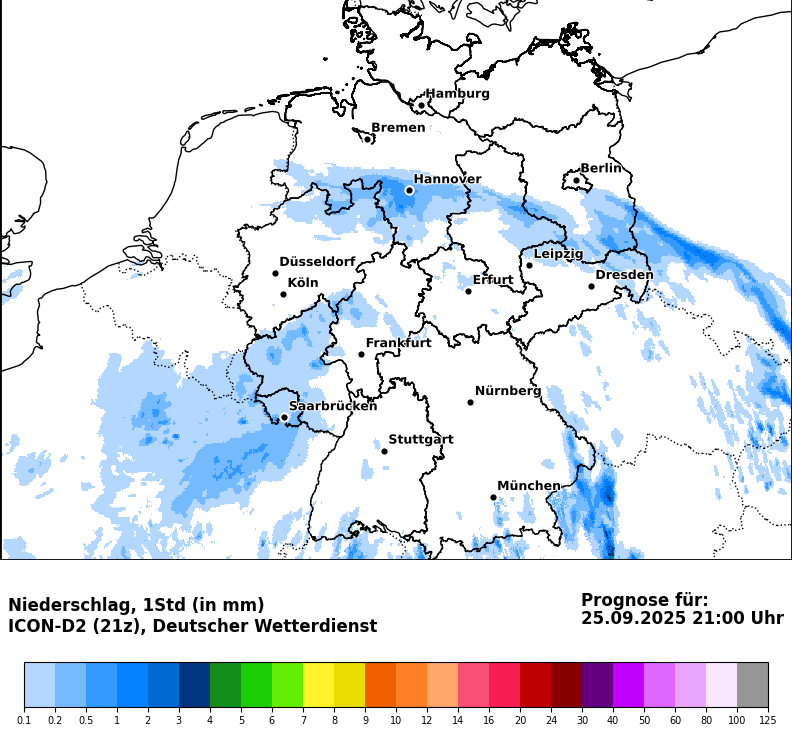 Hamburg
Bremen
Berlin
Hannover
Leipzig
Düsseldorf
Dresden
Köln
Erfurt
Frankfurt
Nürnberg
Saarbrücken
Stuttgart
München
Niederschlag, 1Std (in mm)
ICON-D2 (21z), Deutscher Wetterdienst
Prognose für:
25.09.2025 21:00 Uhr
0.1 0.2 0.5 1 2 3 4 5 6 7 8 9 10 12 14 16 20 24 30 40 50 60 80 100 125